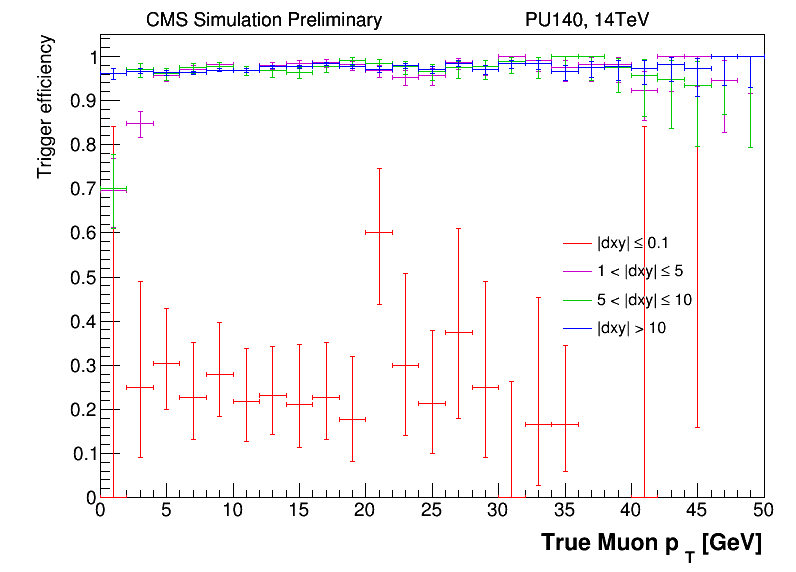 CMS Simulation Preliminary PU140, 14TeV
Trigger efficiency
1
0.9
0.8
0.7
0.6
0.5
0.4
0.3
0.2
0.1
0
|dxy| ≤ 0.1
1 < |dxy| ≤ 5
5 < |dxy| ≤ 10
|dxy| > 10
0 5 10 15 20 25 30 35 40 45 50
True Muon p T [GeV]